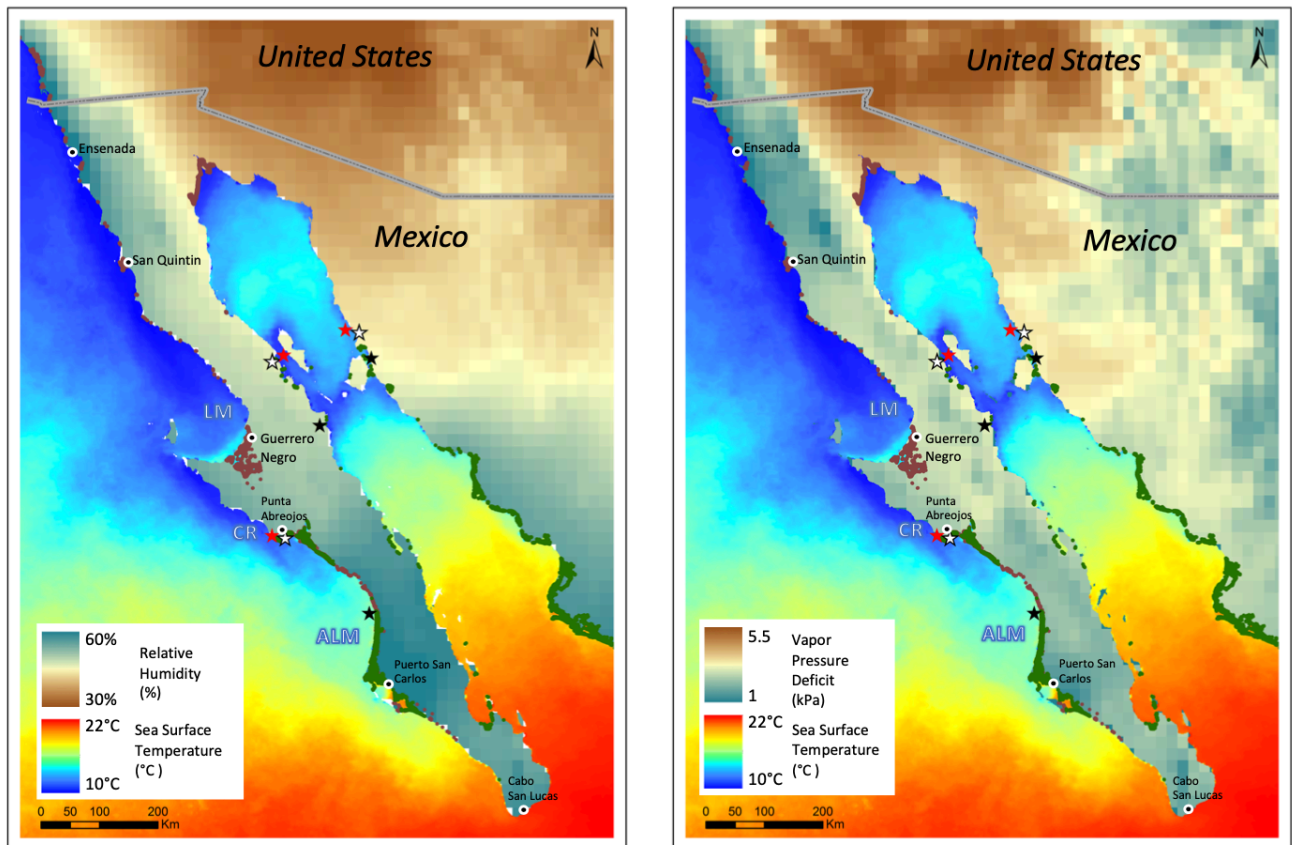 N
United States
Ensenada
Mexico
San Quintin
LM
Guerrero
Negro
Punta
Abreojos
CR
ALM
Puerto San
Carlos
Cabo
San Lucas
60%
30%
Relative
Humidity
(%)
22°C
10°C
Sea Surface
Temperature
(°C )
0 50 100 200
Km
N
United States
Ensenada
Mexico
San Quintin
LM
Guerrero
Negro
Punta
Abreojos
CR
ALM
Puerto San
Carlos
Cabo
San Lucas
5.5
1
Vapor
Pressure
Deficit
(kPa)
22°C
10°C
Sea Surface
Temperature
(°C )
0 50 100 200
Km